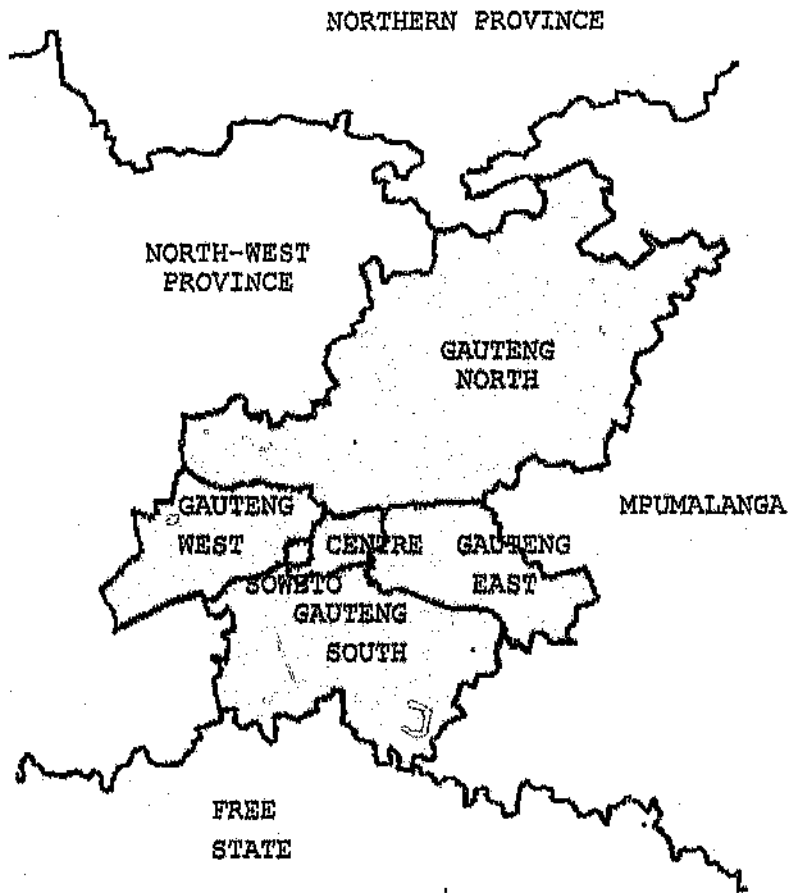 NORTHERN PROVINCE
NORTH-WEST
PROVINCE
GAUTENG
NORTH
GAUTENG
WEST
MPUMALANGA
CENTRE
GAUTENG
EAST
SOWETO
GAUTENG
SOUTH
FREE
STATE